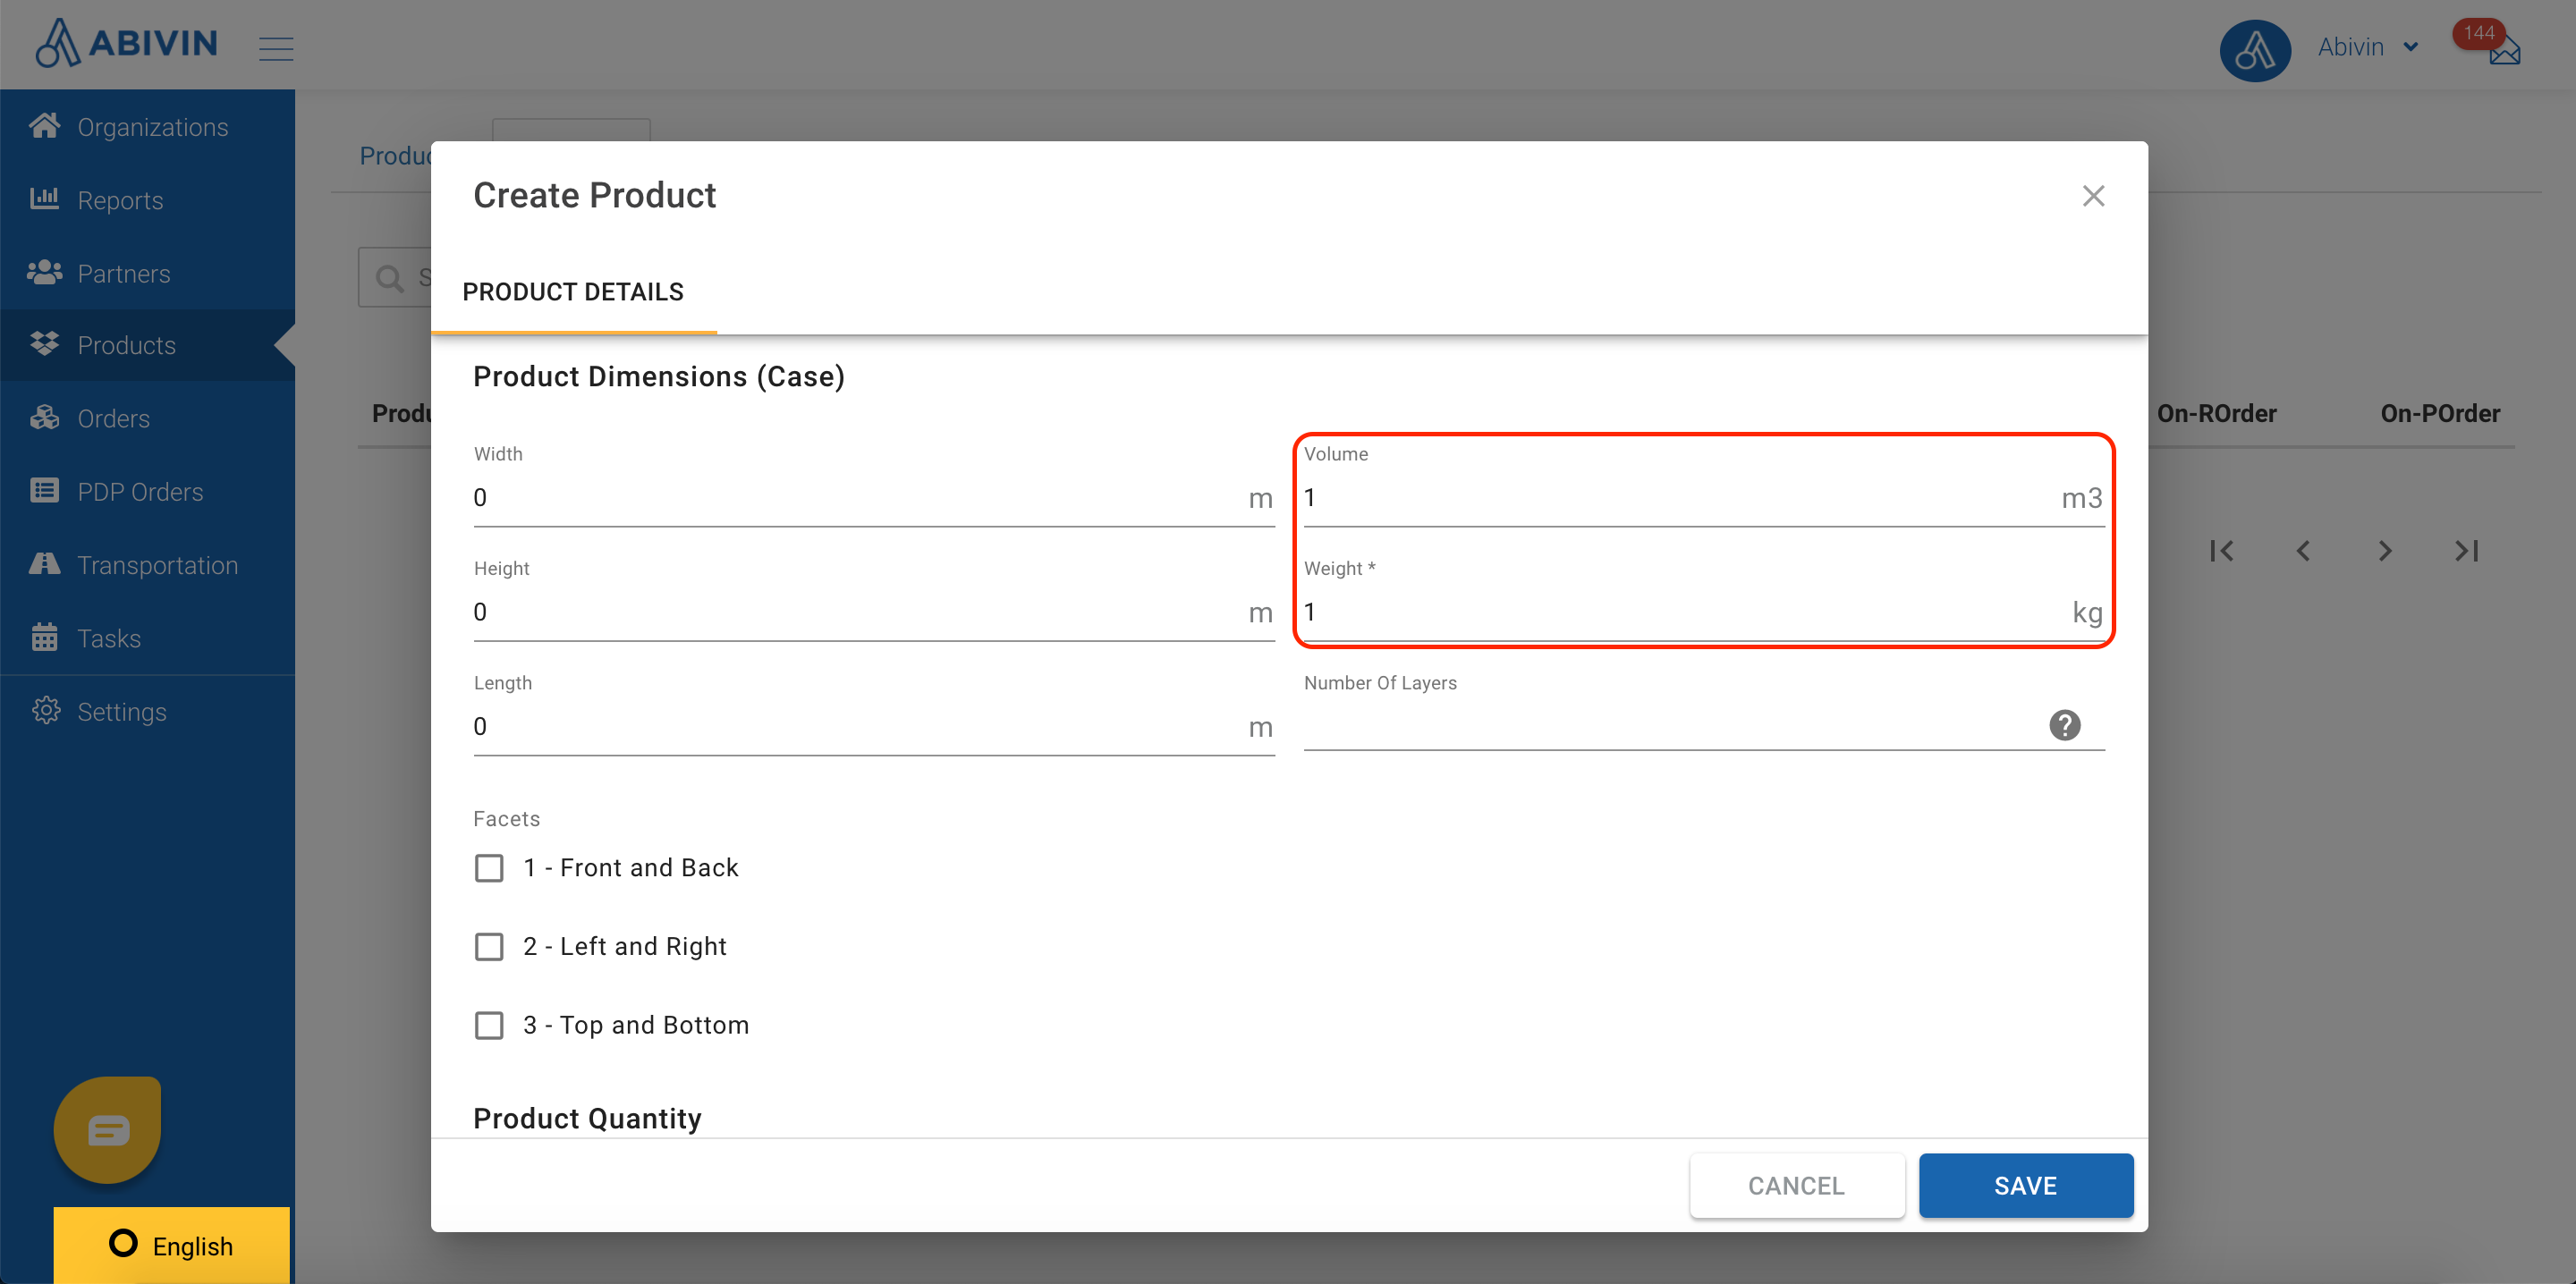 ABIVIN
Abivin
144
Organizations
Reports
Partners
Products
Orders
PDP Orders
Transportation
Tasks
Settings
English
Produc
S
Produ
On-ROrder
On-POrder
Create Product
PRODUCT DETAILS
Product Dimensions (Case)
Width
0 m
Volume
1 m3
Height
0 m
Weight *
1 kg
Length
0 m
Number Of Layers
?
Facets
1 - Front and Back
2 - Left and Right
3 - Top and Bottom
Product Quantity
CANCEL
SAVE